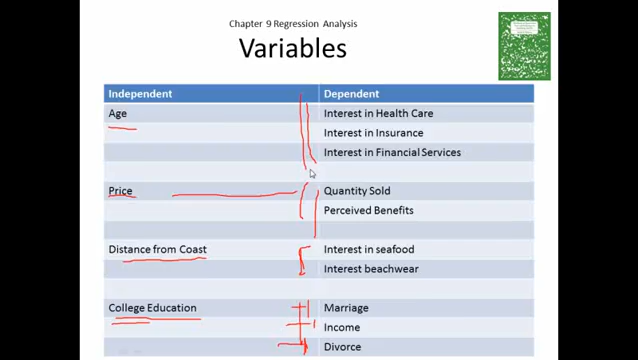 Chapter 9 Regression Analysis
Variables
Independent Dependent
Age Interest in Health Care
Interest in Insurance
Interest in Financial Services
Price Quantity Sold
Perceived Benefits
Distance from Coast Interest in seafood
Interest beachwear
College Education Marriage
Income
Divorce